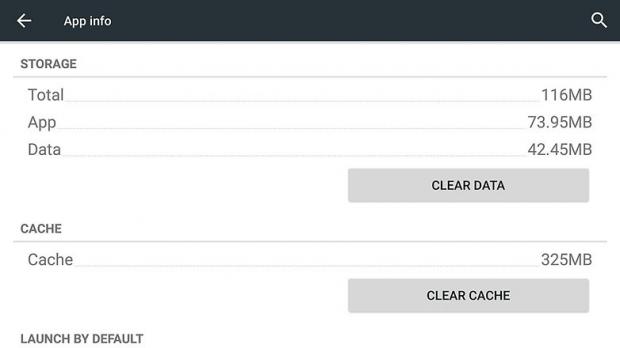 App info
STORAGE
Total 116MB
App 73.95MB
Data 42.45MB
CLEAR DATA
CACHE
Cache 325MB
CLEAR CACHE
LAUNCH BY DEFAULT